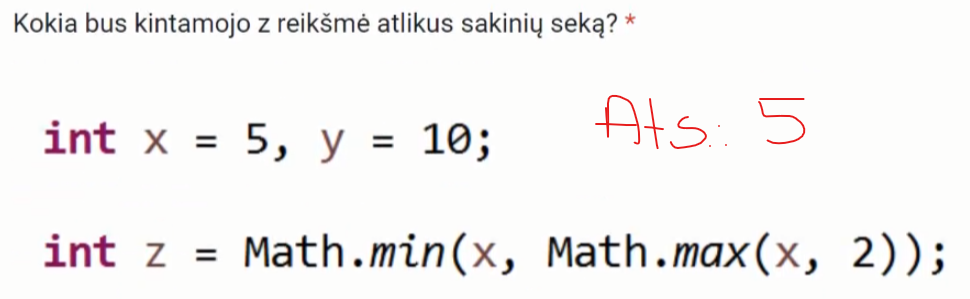 Kokia bus kintamojo z reikšmė atlikus sakinių seką? *
int x = 5, y = 10;
Ats.: 5
int z = Math.min(x, Math.max(x, 2));